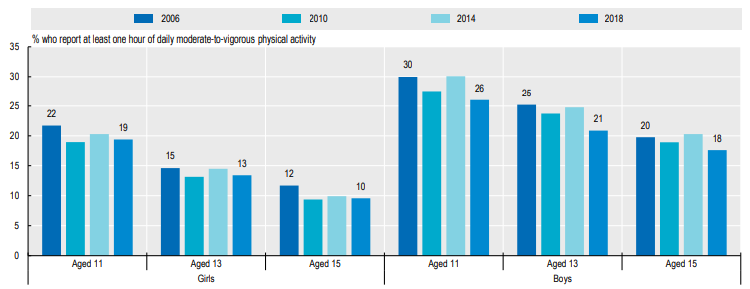 2006 2010 2014 2018
% who report at least one hour of daily moderate-to-vigorous physical activity
35
30
25
20
15
10
5
0
22 19 15 13 12 10 30 26 26 21 20 18
Aged 11 Aged 13 Aged 15 Aged 11 Aged 13 Aged 15
Girls Boys